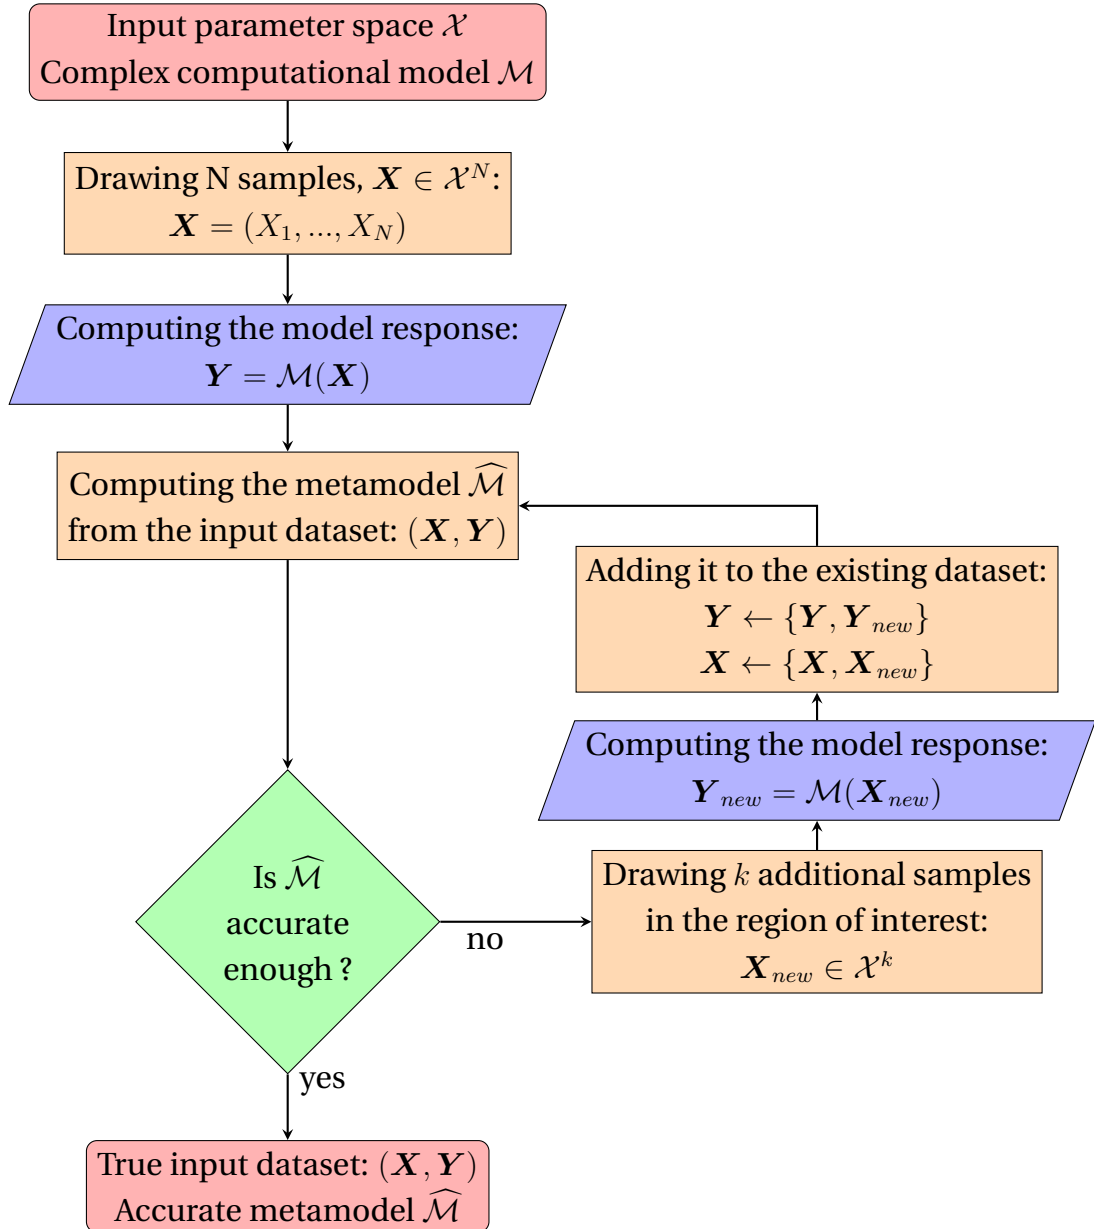 Input parameter space 𝒳
Complex computational model ℳ
Drawing N samples, 𝑿 ∈ 𝒳^N:
𝑿 = (X₁, ..., X_N)
Computing the model response:
𝒀 = ℳ(𝑿)
Computing the metamodel ℳ̂
from the input dataset: (𝑿, 𝒀)
Is ℳ̂
accurate
enough ?
no
Drawing k additional samples
in the region of interest:
𝑿_new ∈ 𝒳^k
Computing the model response:
𝒀_new = ℳ(𝑿_new)
Adding it to the existing dataset:
𝒀 ← {𝒀, 𝒀_new}
𝑿 ← {𝑿, 𝑿_new}
yes
True input dataset: (𝑿, 𝒀)
Accurate metamodel ℳ̂